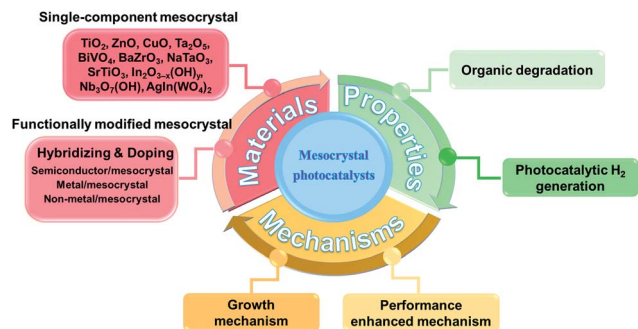 Single-component mesocrystal
TiO₂, ZnO, CuO, Ta₂O₅,
BiVO₄, BaZrO₃, NaTaO₃,
SrTiO₃, In₂O₃₋ₓ(OH)ᵧ,
Nb₃O₇(OH), AgIn(WO₄)₂
Functionally modified mesocrystal
Hybridizing & Doping
Semiconductor/mesocrystal
Metal/mesocrystal
Non-metal/mesocrystal
Materials
Properties
Mechanisms
Mesocrystal
photocatalysts
Organic degradation
Photocatalytic H₂
generation
Growth
mechanism
Performance
enhanced mechanism